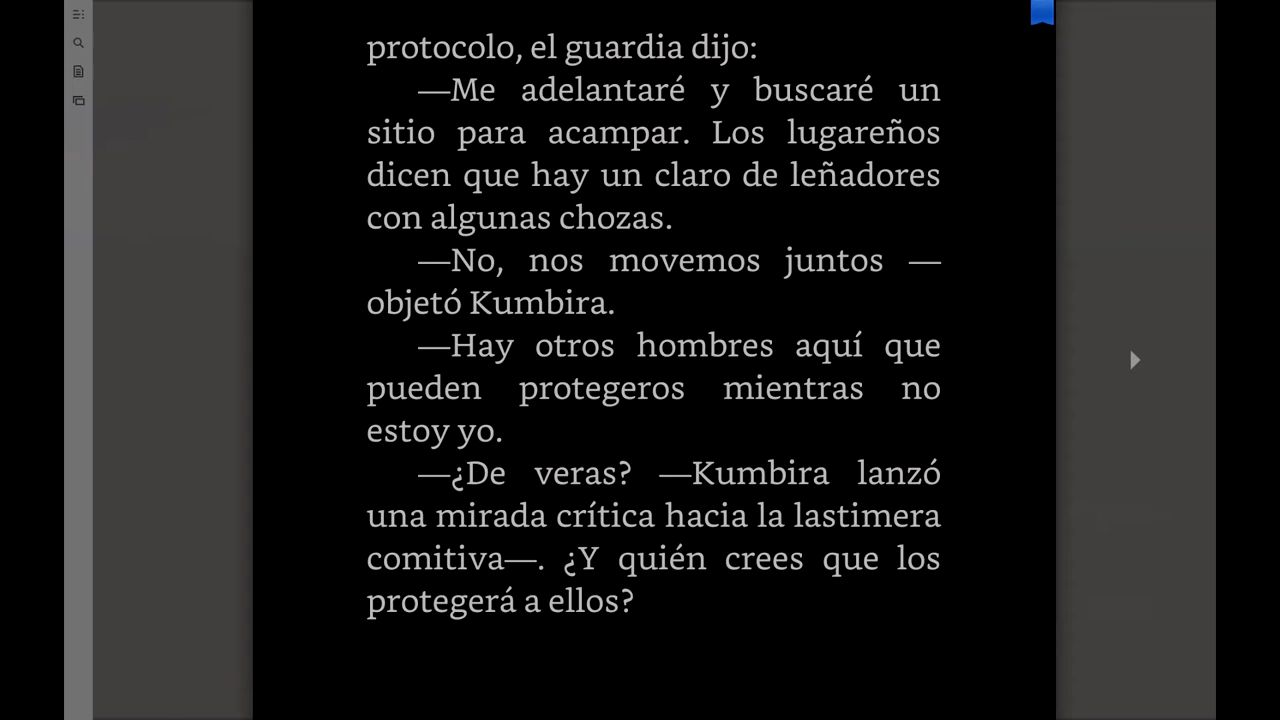 protocolo, el guardia dijo:
—Me adelantaré y buscaré un
sitio para acampar. Los lugareños
dicen que hay un claro de leñadores
con algunas chozas.
—No, nos movemos juntos —
objetó Kumbira.
—Hay otros hombres aquí que
pueden protegeros mientras no
estoy yo.
—¿De veras? —Kumbira lanzó
una mirada crítica hacia la lastimera
comitiva—. ¿Y quién crees que los
protegerá a ellos?